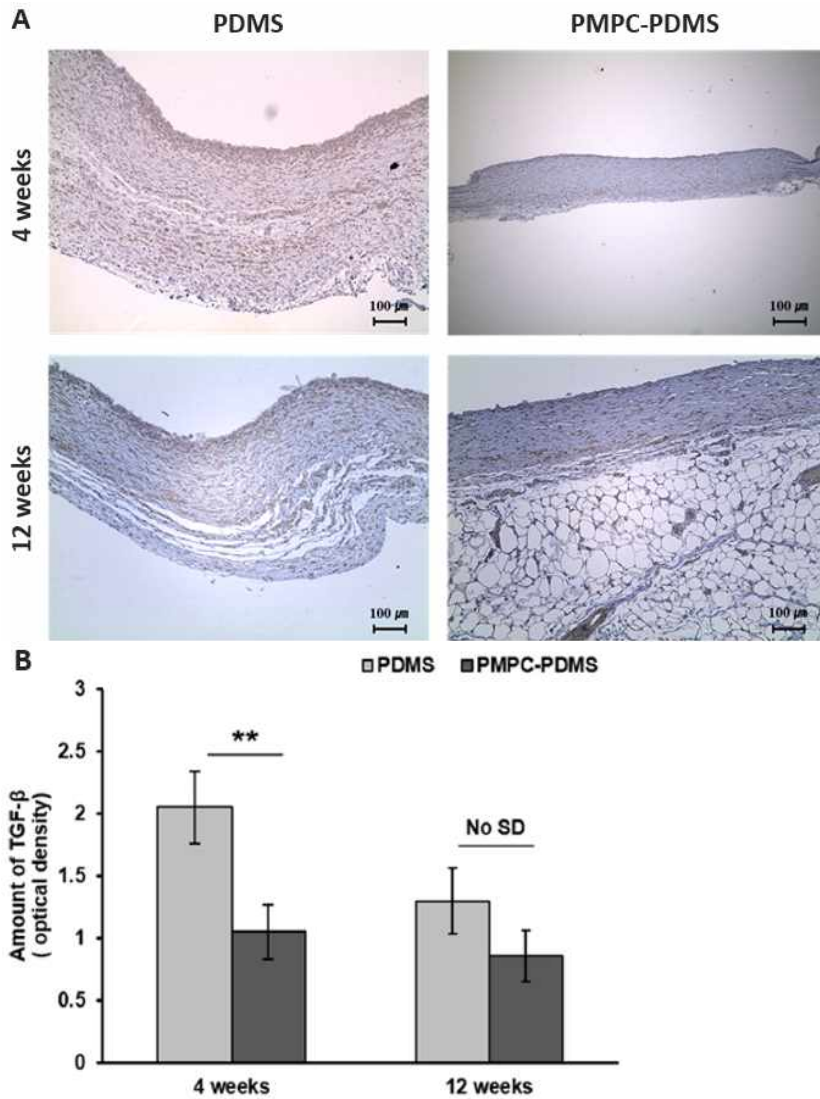 A
PDMS
PMPC-PDMS
4 weeks
100 μm
100 μm
12 weeks
100 μm
100 μm
B
PDMS
PMPC-PDMS
Amount of TGF-β
( optical density)
3
2.5
2
1.5
1
0.5
0
**
No SD
4 weeks
12 weeks